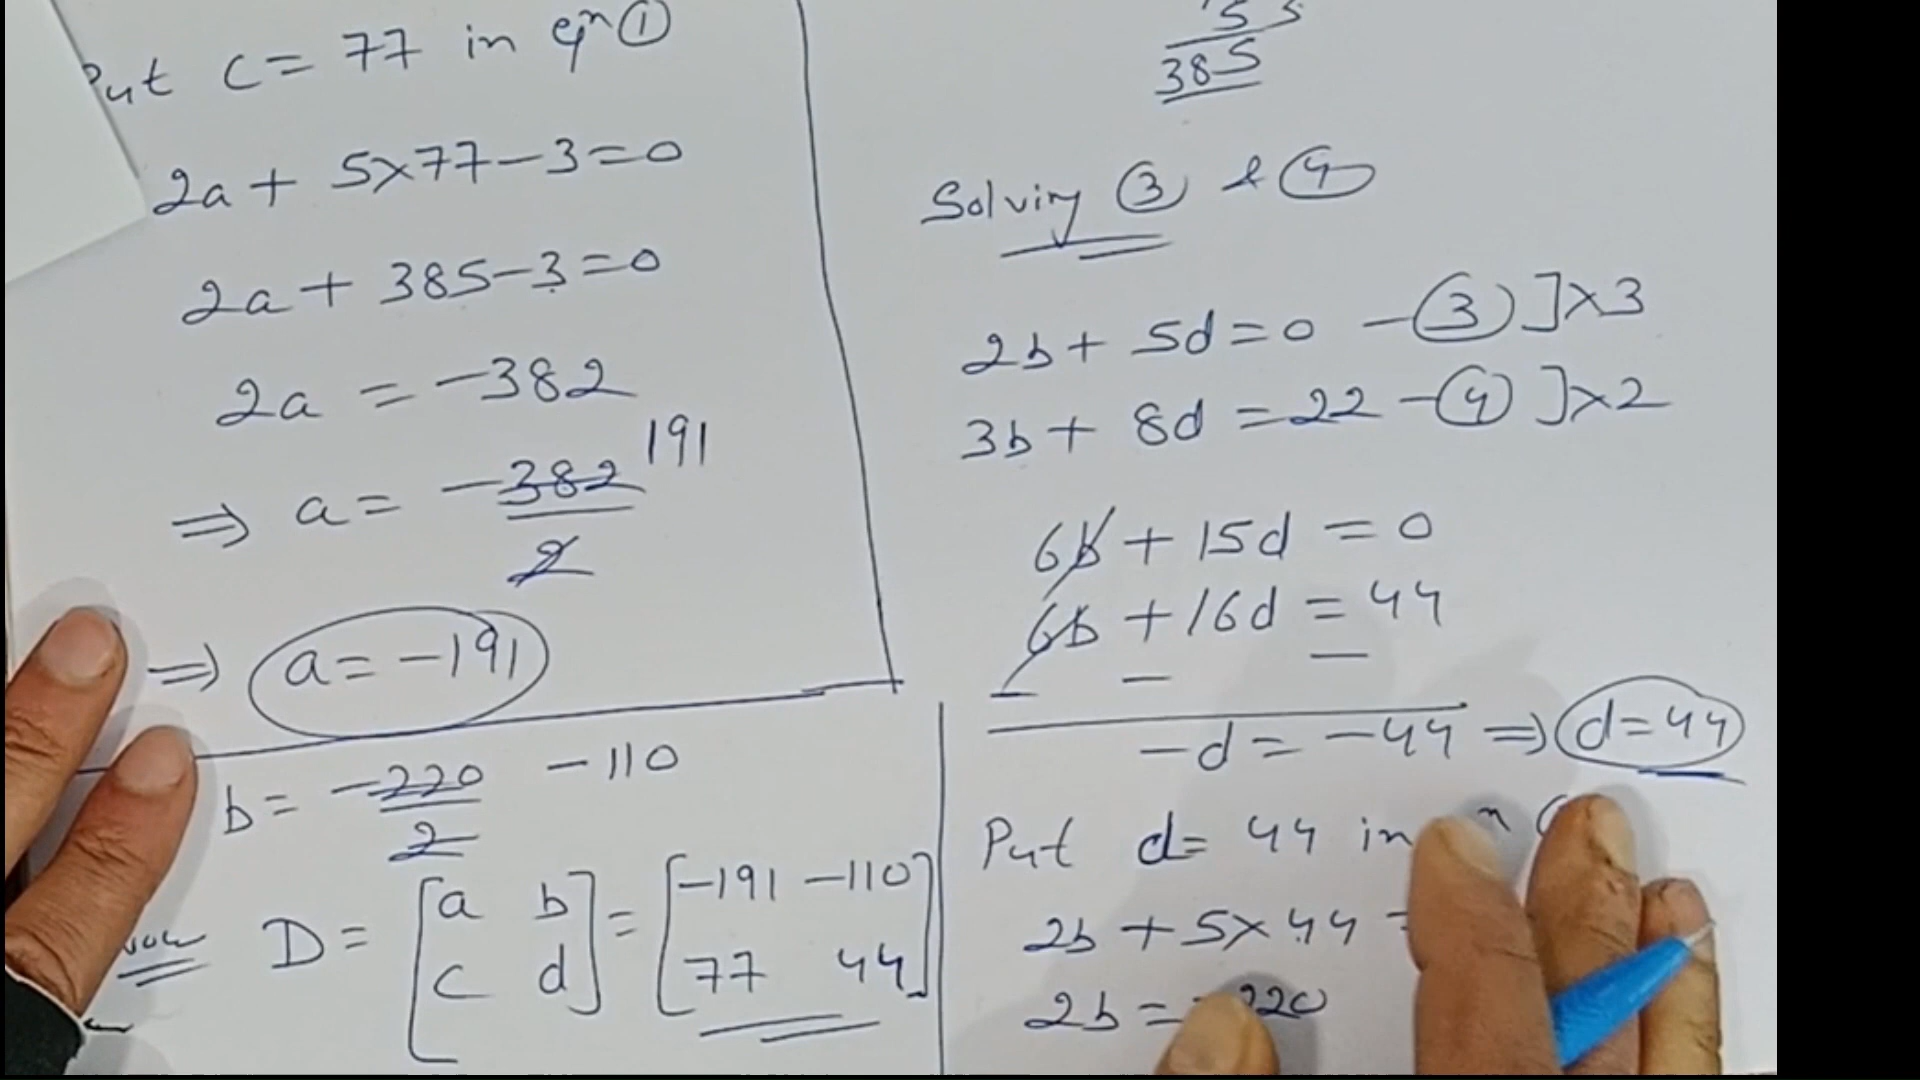 Put c = 77 in eqn ①
2a + 5×77 – 3 = 0
2a + 385 – 3 = 0
2a = –382
⇒ a = –382/2 191
⇒ a = –191
b = –220/2 –110
D = [a b; c d] = [–191 –110; 77 44]
385
Solving ③ & ④
2b + 5d = 0 – ③ ]×3
3b + 8d = 22 – ④ ]×2
6b + 15d = 0
6b + 16d = 44
– – –
–d = –44 ⇒ d = 44
Put d = 44 in
2b + 5×44
2b = –220